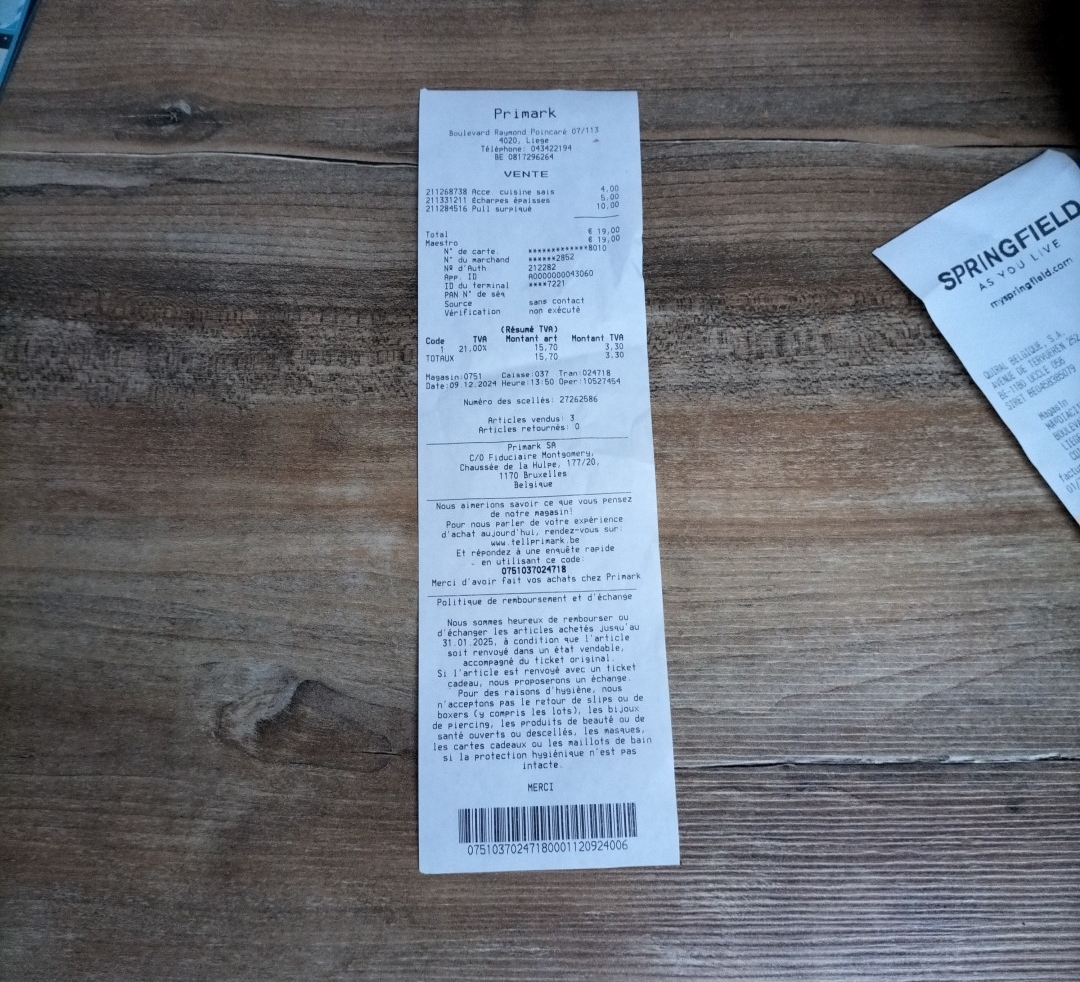 Primark
Boulevard Raymond Poincaré 07/113
4020, Liege
Téléphone: 043422194
BE 0817296264
VENTE
211268738 Acce. cuisine sais 4,00
211331211 Écharpes épaisses 5,00
211284516 Pull surpiqué 10,00
Total € 19,00
Maestro € 19,00
N° de carte. ************8010
N° du marchand ******2852
Nº d'Auth 212282
App. ID A0000000043060
ID du terminal ****7221
PAN N° de séq
Source sans contact
Vérification non exécuté
(Résumé TVA)
Code TVA Montant art Montant TVA
1 21,00% 15,70 3,30
TOTAUX 15,70 3,30
Magasin:0751 Caisse:037 Tran:024718
Date:09.12.2024 Heure:13:50 Oper:10527454
Numéro des scellés: 27262586
Articles vendus: 3
Articles retournés: 0
Primark SA
C/O Fiduciaire Montgomery,
Chaussée de la Hulpe, 177/20,
1170 Bruxelles
Belgique
Nous aimerions savoir ce que vous pensez
de notre magasin!
Pour nous parler de votre expérience
d'achat aujourd'hui, rendez-vous sur:
www.tellprimark.be
Et répondez à une enquête rapide
en utilisant ce code:
0751037024718
Merci d'avoir fait vos achats chez Primark
Politique de remboursement et d'échange
Nous sommes heureux de rembourser ou
d'échanger les articles achetés jusqu'au
31.01.2025, à condition que l'article
soit renvoyé dans un état vendable,
accompagné du ticket original.
Si l'article est renvoyé avec un ticket
cadeau, nous proposerons un échange.
Pour des raisons d'hygiène, nous
n'acceptons pas le retour de slips ou de
boxers (y compris les lots), les bijoux
de piercing, les produits de beauté ou de
santé ouverts ou descellés, les masques,
les cartes cadeaux ou les maillots de bain
si la protection hygiénique n'est pas
intacte.
MERCI
07510370247180001120924006
SPRINGFIELD
AS YOU LIVE
myspringfield.com
QUIRAL BELGIQUE, S.A.
AVENUE DE TERVUEREN 252
BE-1180 UCCLE 056
Magasin